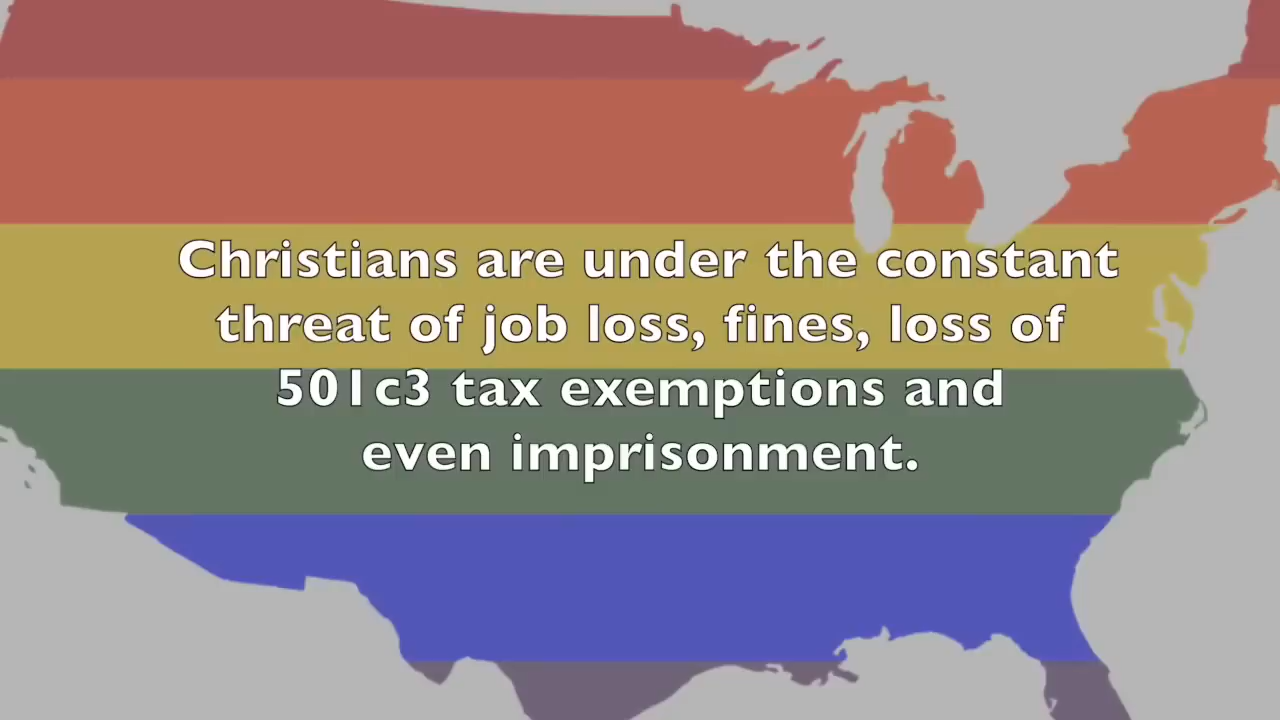 Christians are under the constant
threat of job loss, fines, loss of
501c3 tax exemptions and
even imprisonment.